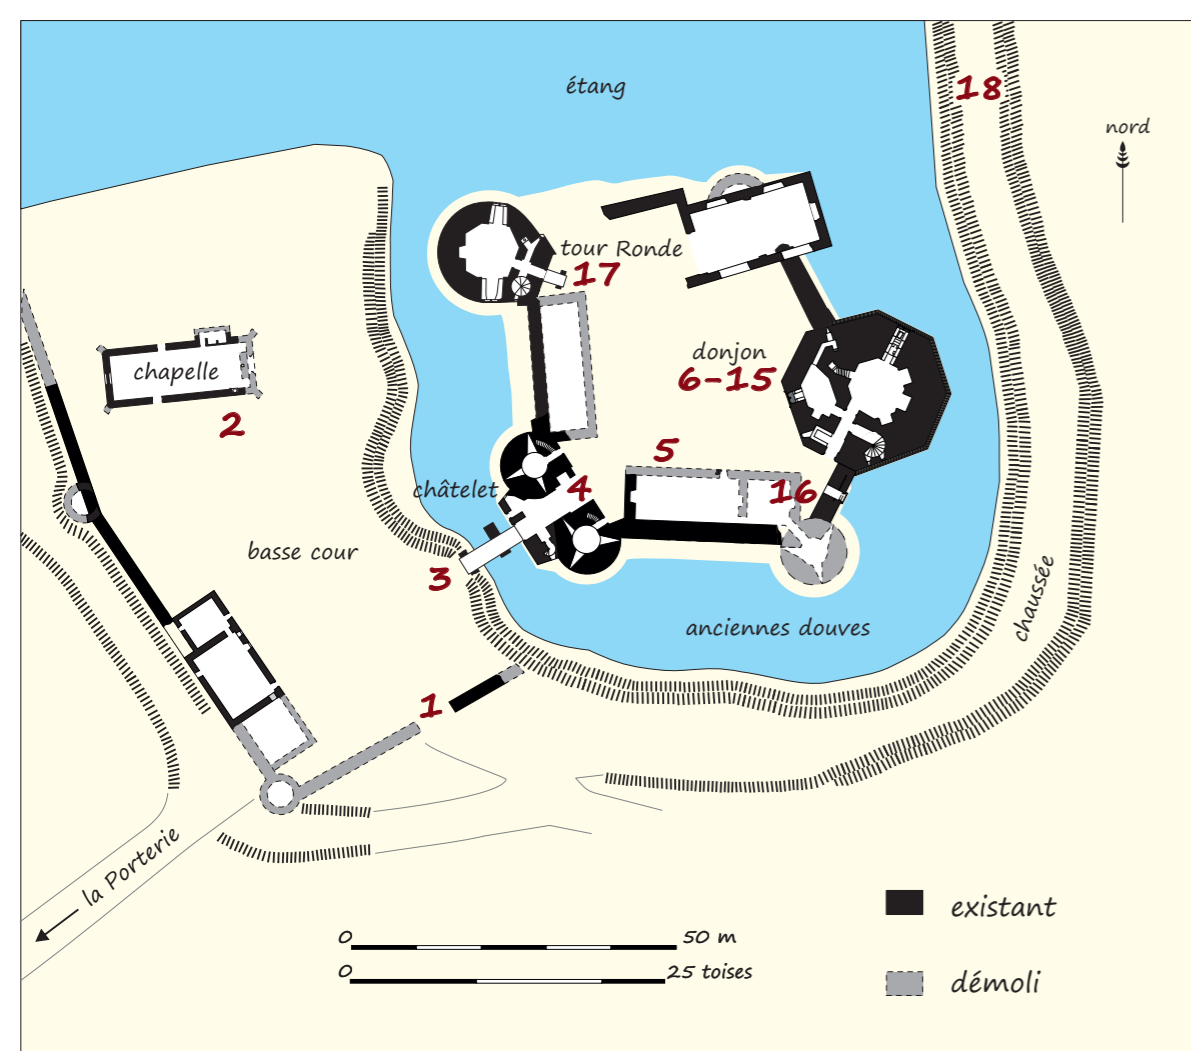 étang
18
nord
tour Ronde
17
chapelle
2
donjon
6-15
5
châtelet
4
16
basse cour
3
anciennes douves
chaussée
1
la Porterie
existant
0 50 m
0 25 toises
démoli